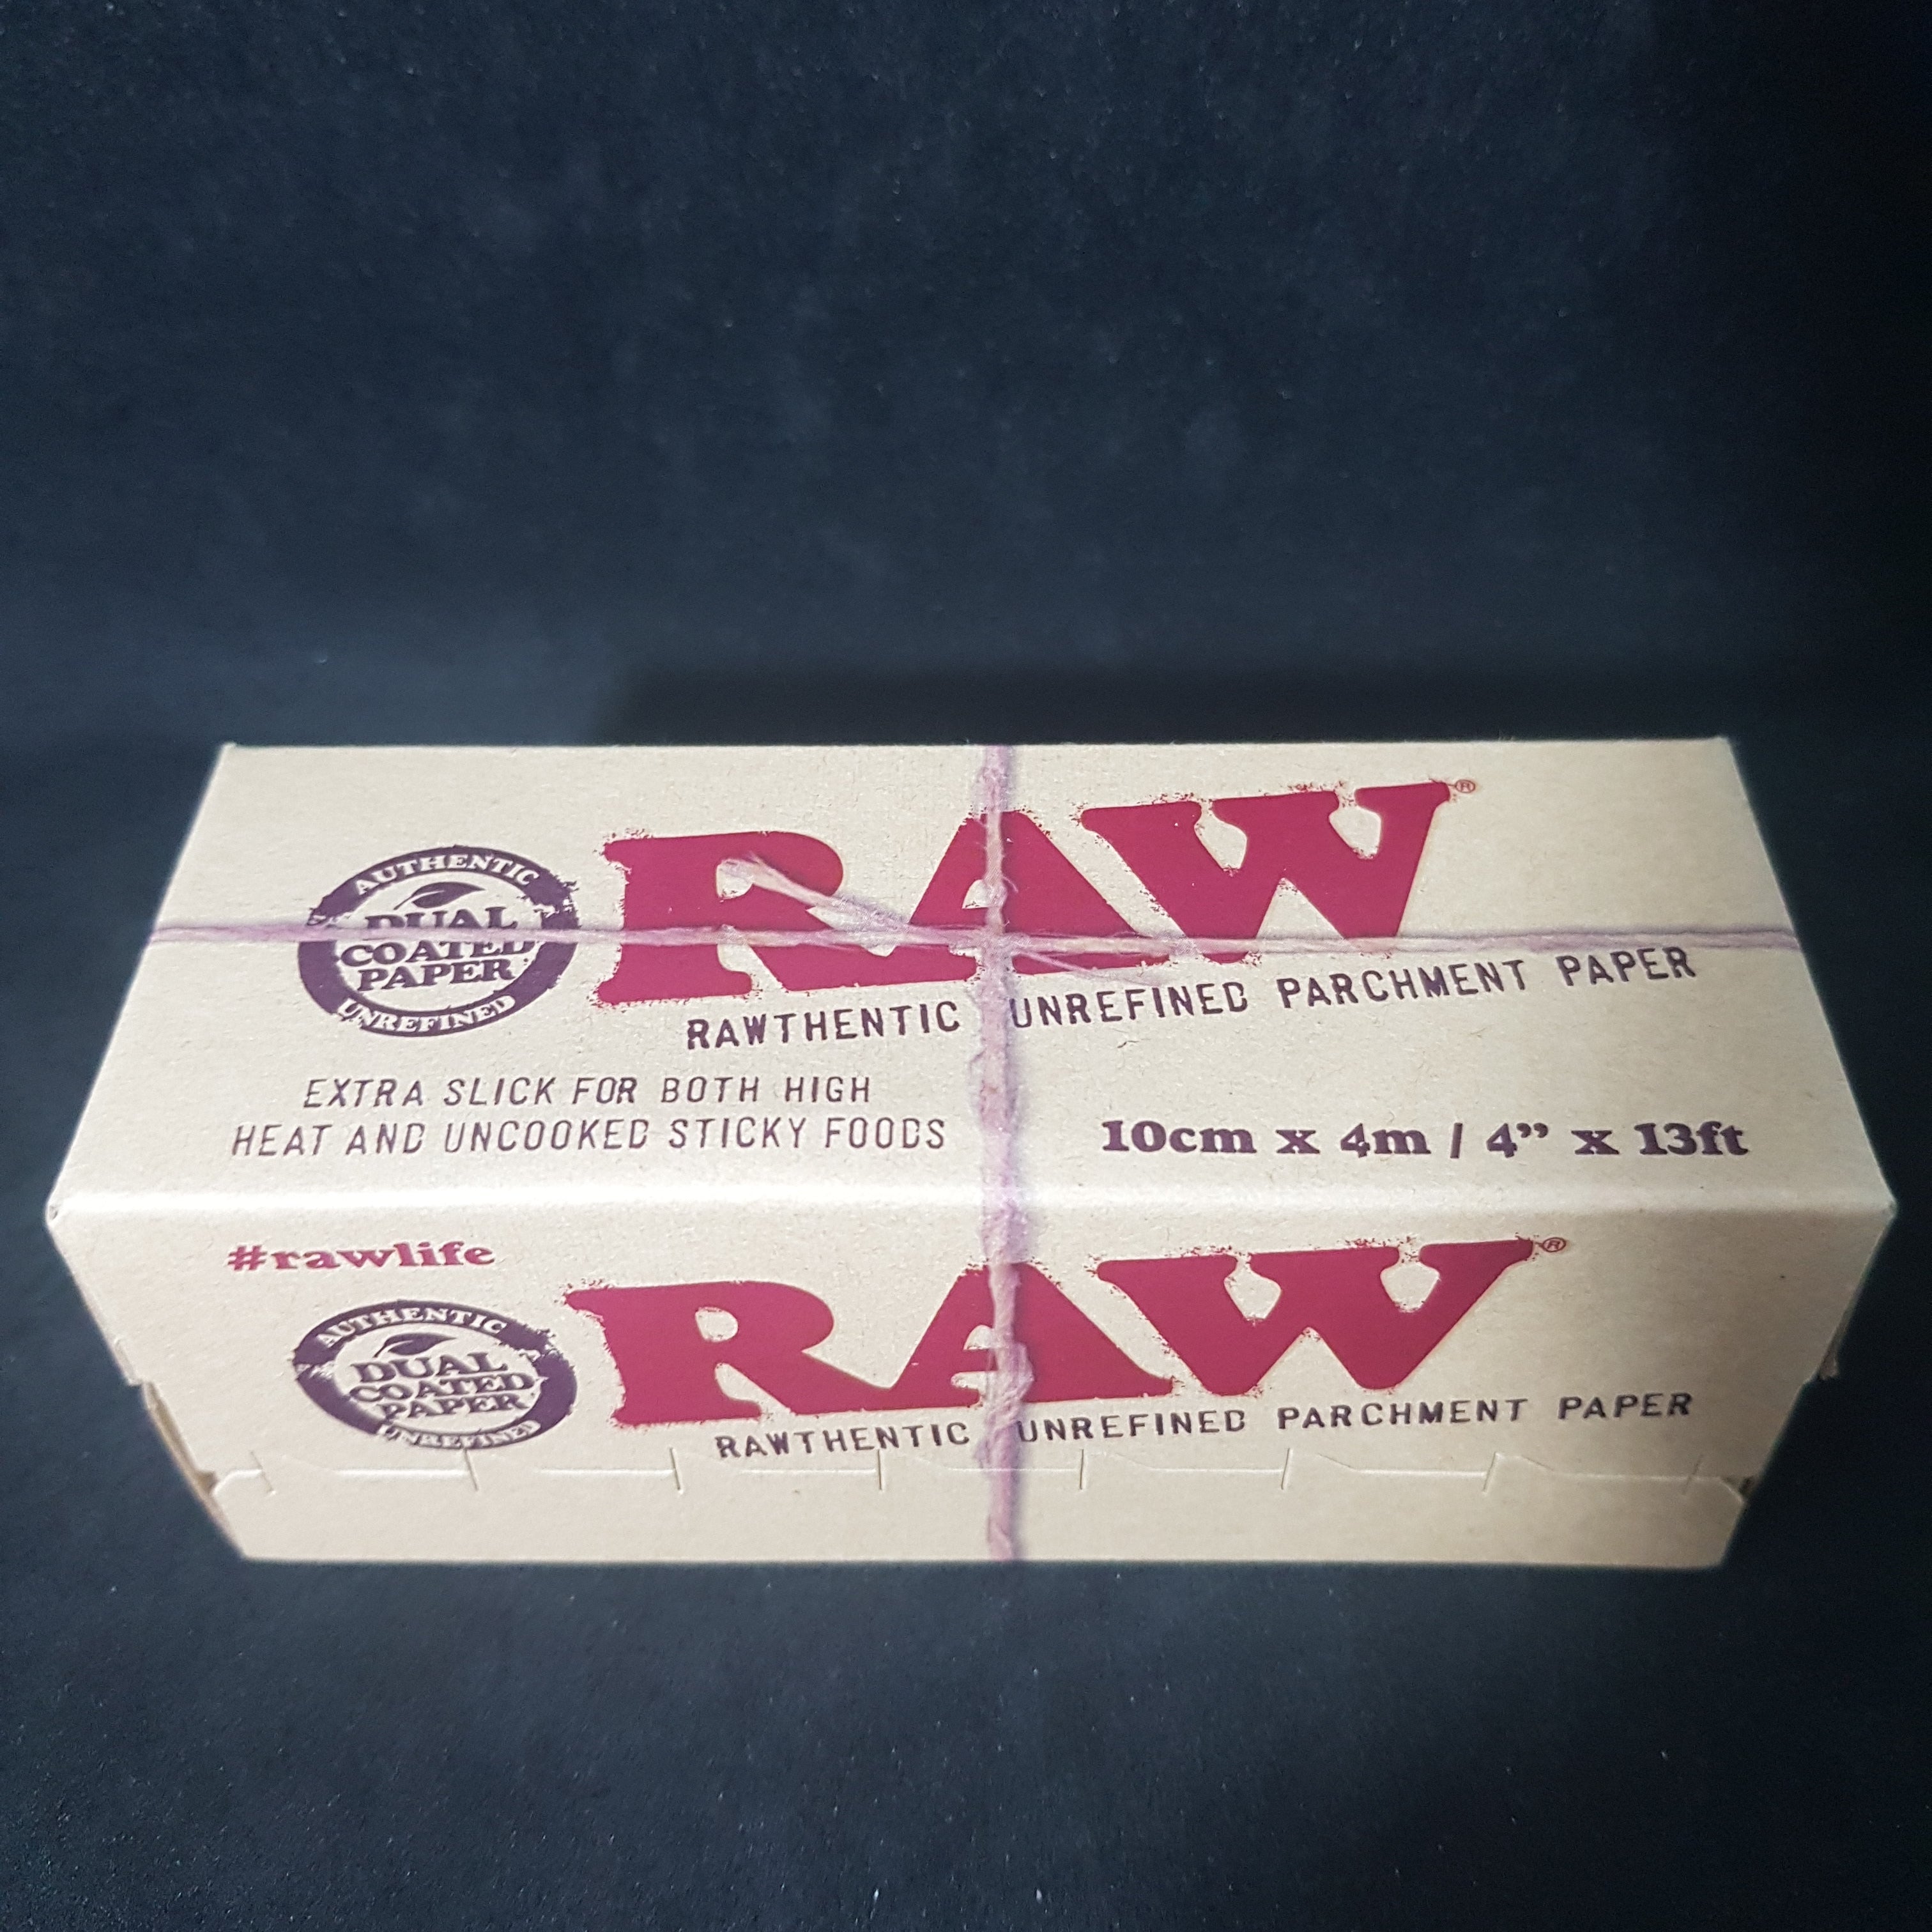 AUTHENTIC
DUAL
COATED
PAPER
UNREFINED
RAW®
RAWTHENTIC UNREFINED PARCHMENT PAPER
EXTRA SLICK FOR BOTH HIGH
HEAT AND UNCOOKED STICKY FOODS
10cm x 4m / 4” x 13ft
#rawlife
AUTHENTIC
DUAL
COATED
PAPER
UNREFINED
RAW®
RAWTHENTIC UNREFINED PARCHMENT PAPER